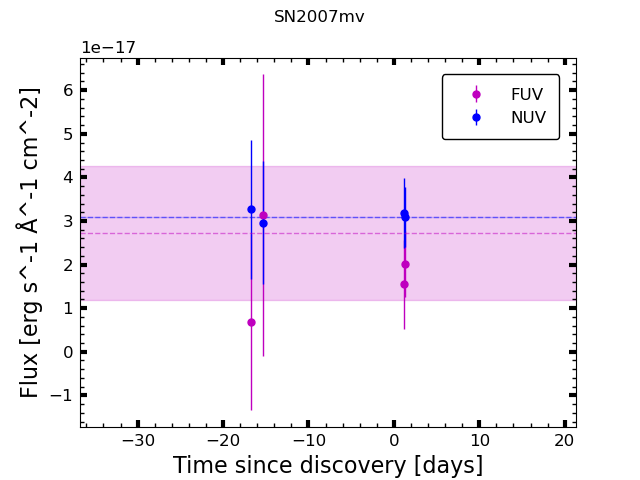 SN2007mv
1e−17
6
5
4
3
2
1
0
−1
Flux [erg s^-1 Å^-1 cm^-2]
FUV
NUV
−30 −20 −10 0 10 20
Time since discovery [days]